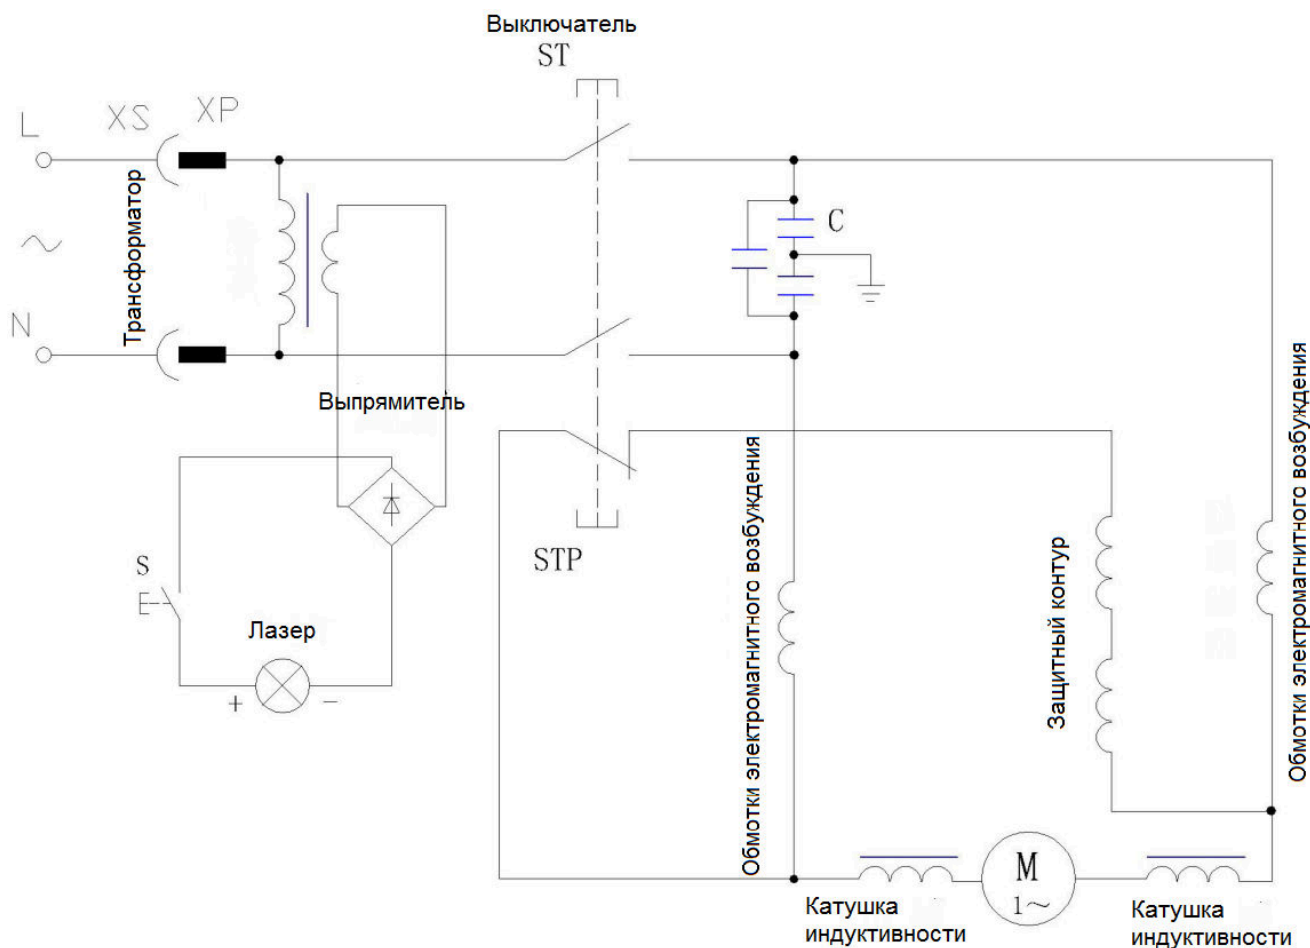 Выключатель
ST
XS
XP
L
Трансформатор
C
N
Выпрямитель
S
STP
Лазер
+
-
Обмотки электромагнитного возбуждения
Защитный контур
Обмотки электромагнитого возбуждения
M
1~
Катушка
индуктивности
Катушка
индуктивности